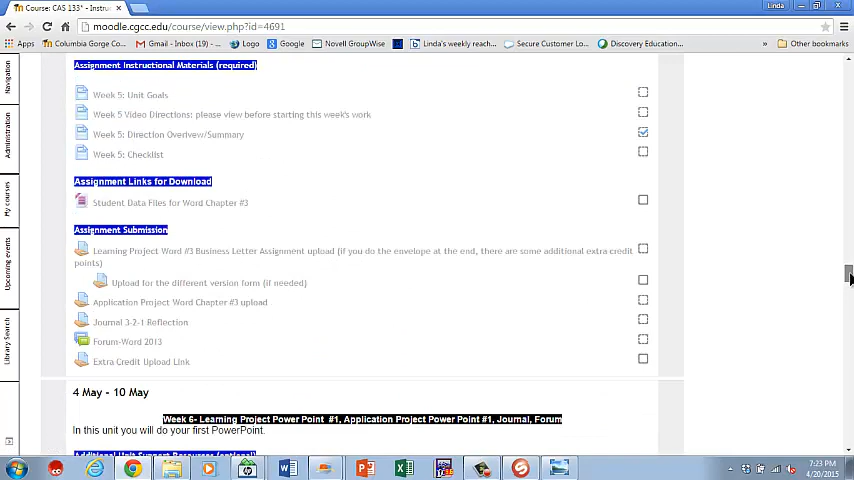 Course: CAS 133* - Instruc
Linda
moodle.cgcc.edu/course/view.php?id=4691
Apps
Columbia Gorge Co...
Gmail - Inbox (19) - ...
Logo
Google
Novell GroupWise
Linda's weekly reach...
Secure Customer Lo...
Discovery Education...
»
Other bookmarks
Navigation
Administration
My courses
Upcoming events
Library Search
Assignment Instructional Materials (required)
Week 5: Unit Goals
Week 5 Video Directions: please view before starting this week's work
Week 5: Direction Overivew/Summary
Week 5: Checklist
Assignment Links for Download
Student Data Files for Word Chapter #3
Assignment Submission
Learning Project Word #3 Business Letter Assignment upload (if you do the envelope at the end, there are some additional extra credit
points)
Upload for the different version form (if needed)
Application Project Word Chapter #3 upload
Journal 3-2-1 Reflection
Forum-Word 2013
Extra Credit Upload Link
4 May - 10 May
Week 6- Learning Project Power Point #1, Application Project Power Point #1, Journal, Forum
In this unit you will do your first PowerPoint.
Additional Unit Support Resources (optional)
7:23 PM
4/20/2015